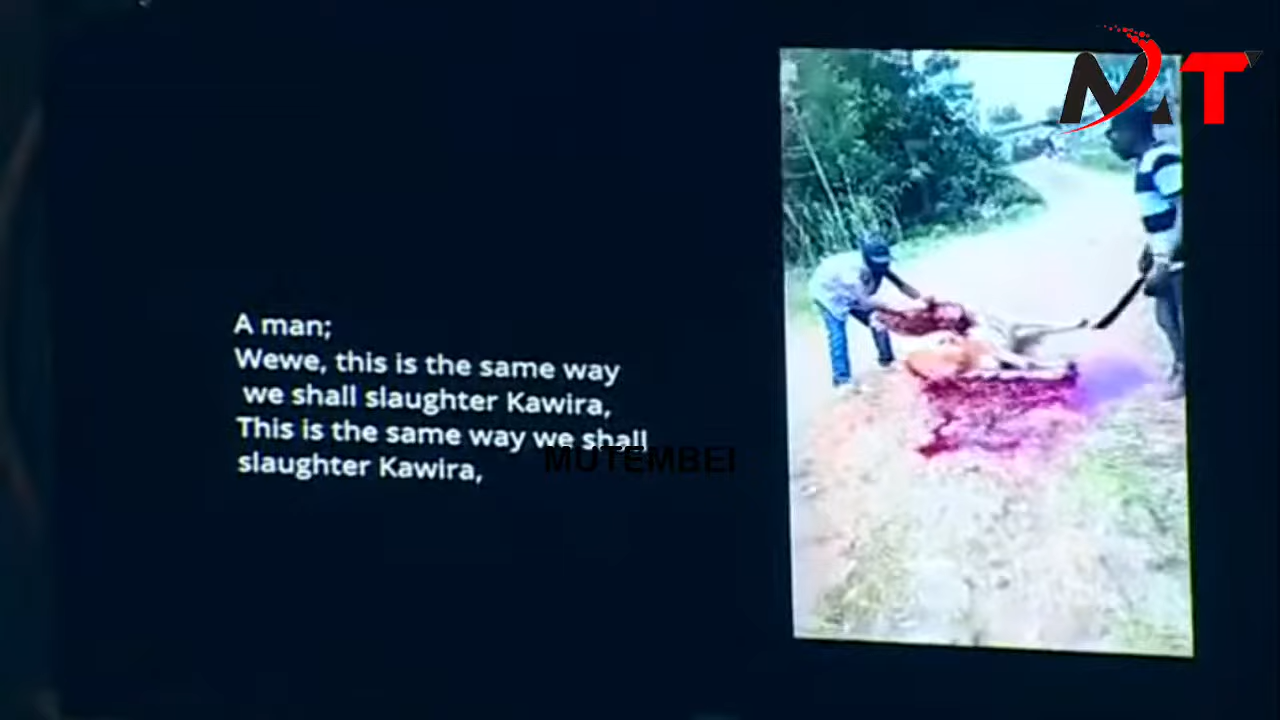 MT
A man;
Wewe, this is the same way
we shall slaughter Kawira,
This is the same way we shall
slaughter Kawira,
MUTEMBEI